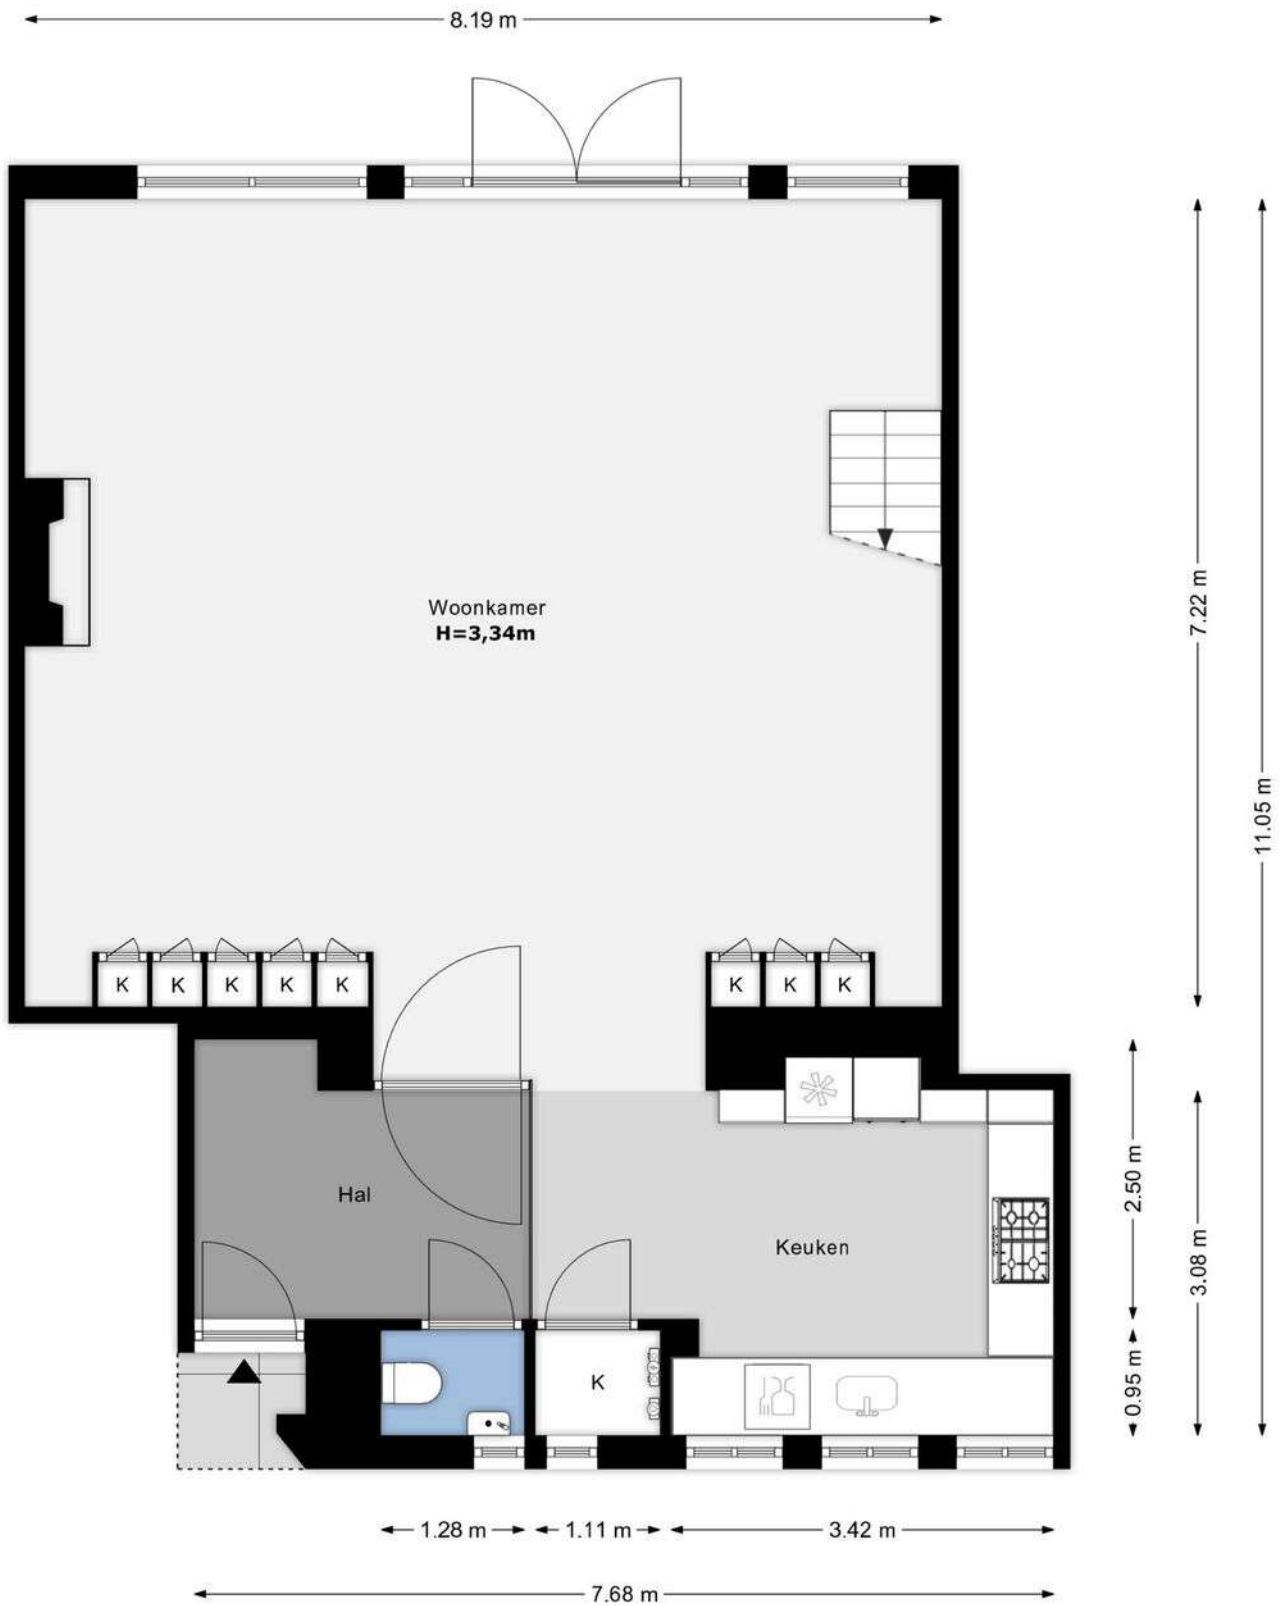 8.19 m
Woonkamer
H=3,34m
7.22 m
11.05 m
K K K K K K K K
Hal
Keuken
2.50 m
3.08 m
0.95 m
K
1.28 m 1.11 m 3.42 m
7.68 m